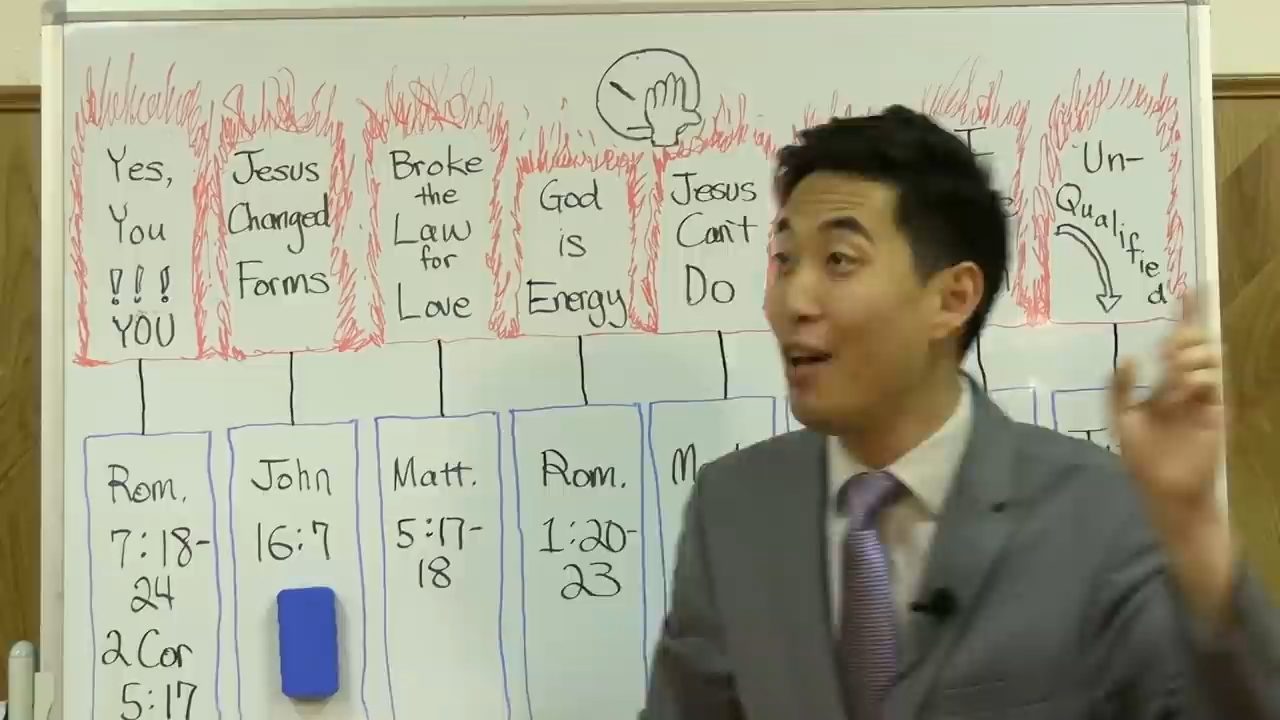 Yes,
You
!!!
YOU
Jesus
Changed
Forms
Broke
the
Law
for
Love
God
is
Energy
Jesus
Can't
Do
I
Un-
Qualified
Rom.
7:18-
24
2 Cor
5:17
John
16:7
Matt.
5:17-
18
Rom.
1:20-
23